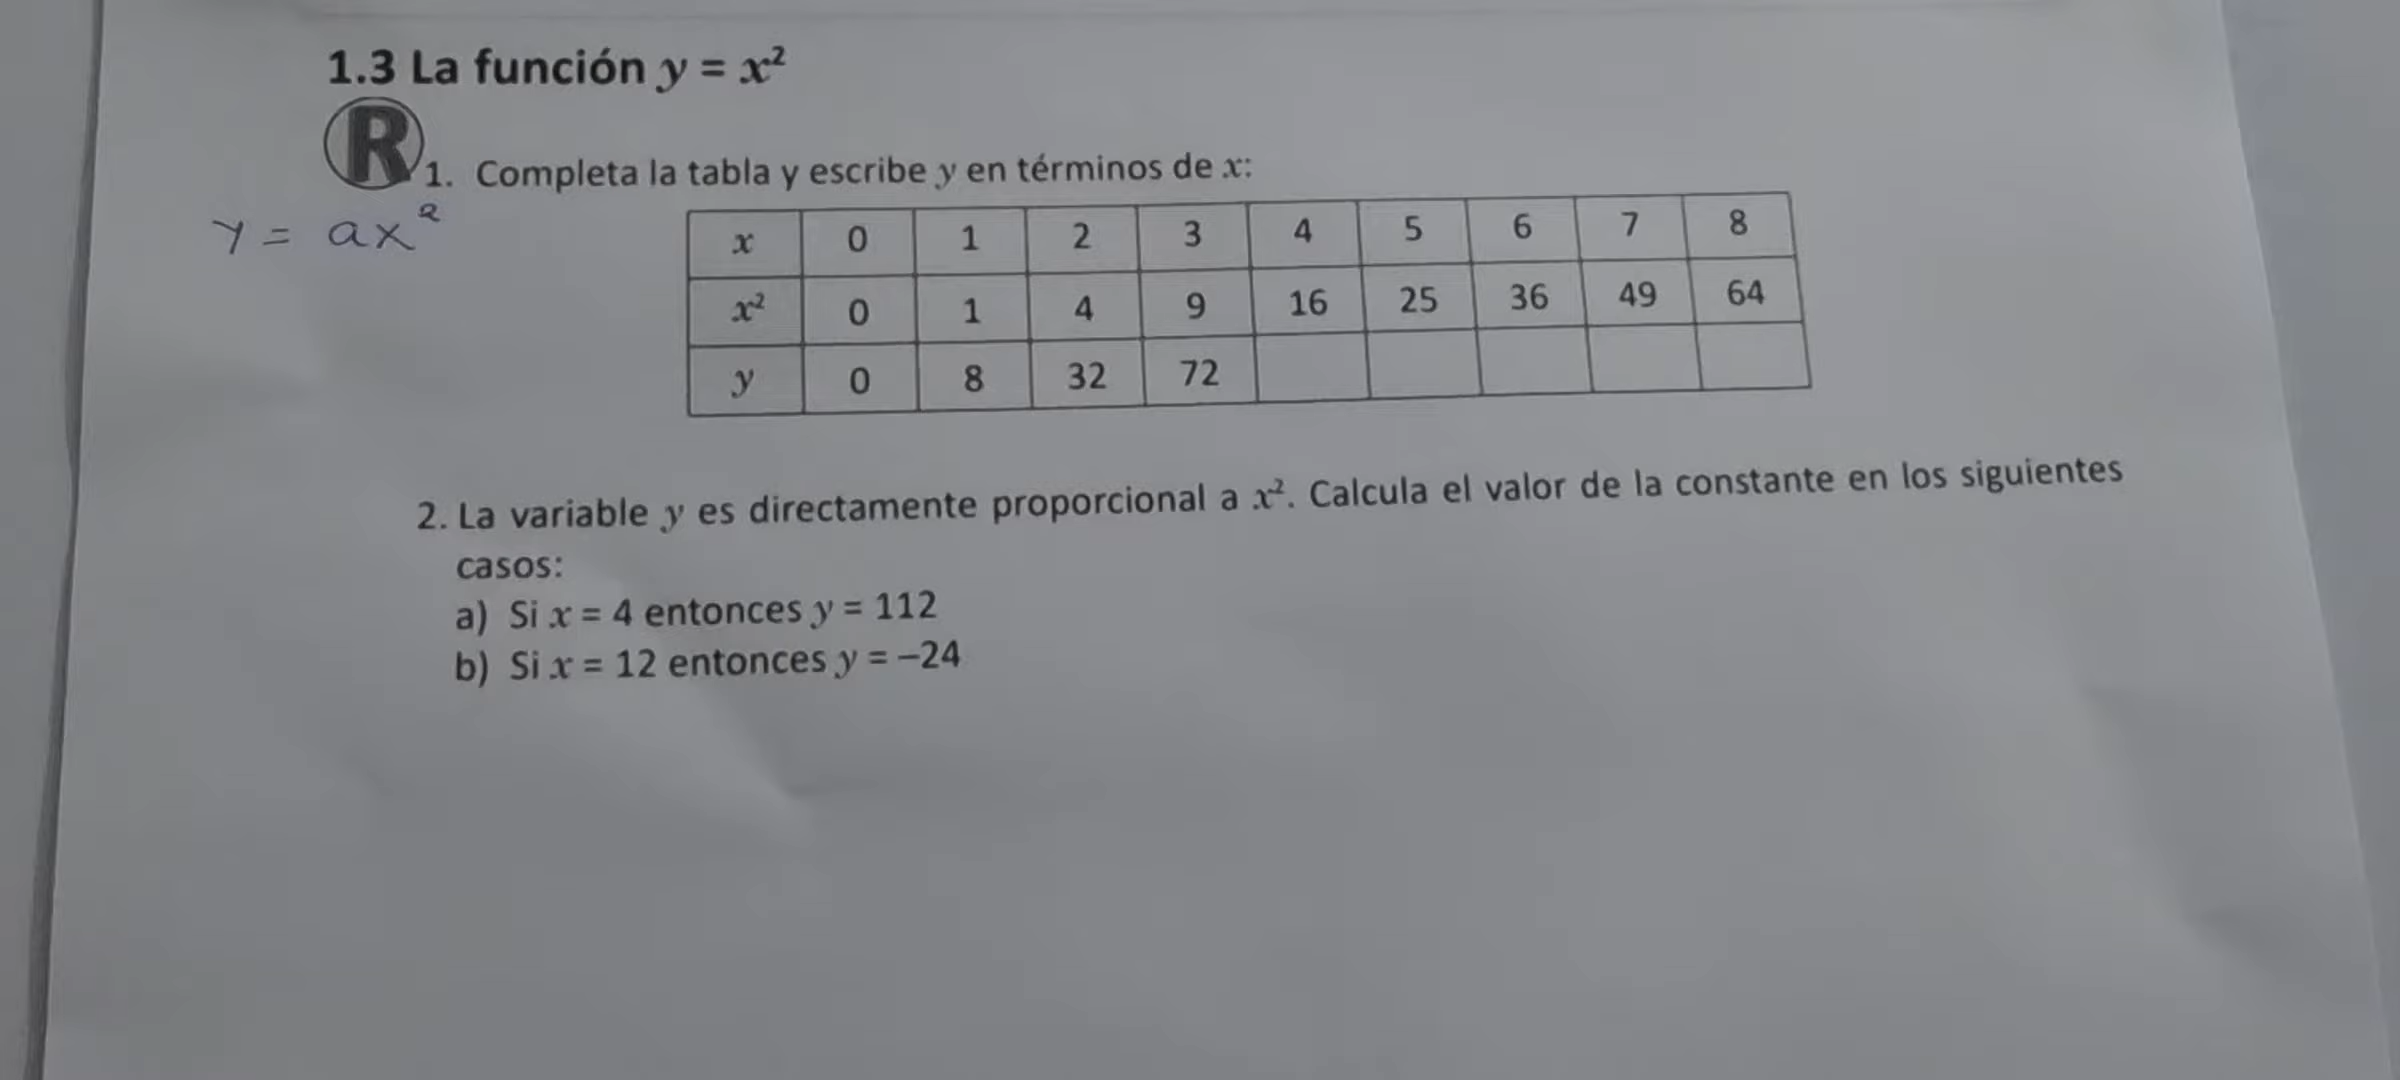 1.3 La función y = x²
R
1. Completa la tabla y escribe y en términos de x:
y = ax²
x 0 1 2 3 4 5 6 7 8
x² 0 1 4 9 16 25 36 49 64
y 0 8 32 72
2. La variable y es directamente proporcional a x². Calcula el valor de la constante en los siguientes
casos:
a) Si x = 4 entonces y = 112
b) Si x = 12 entonces y = –24